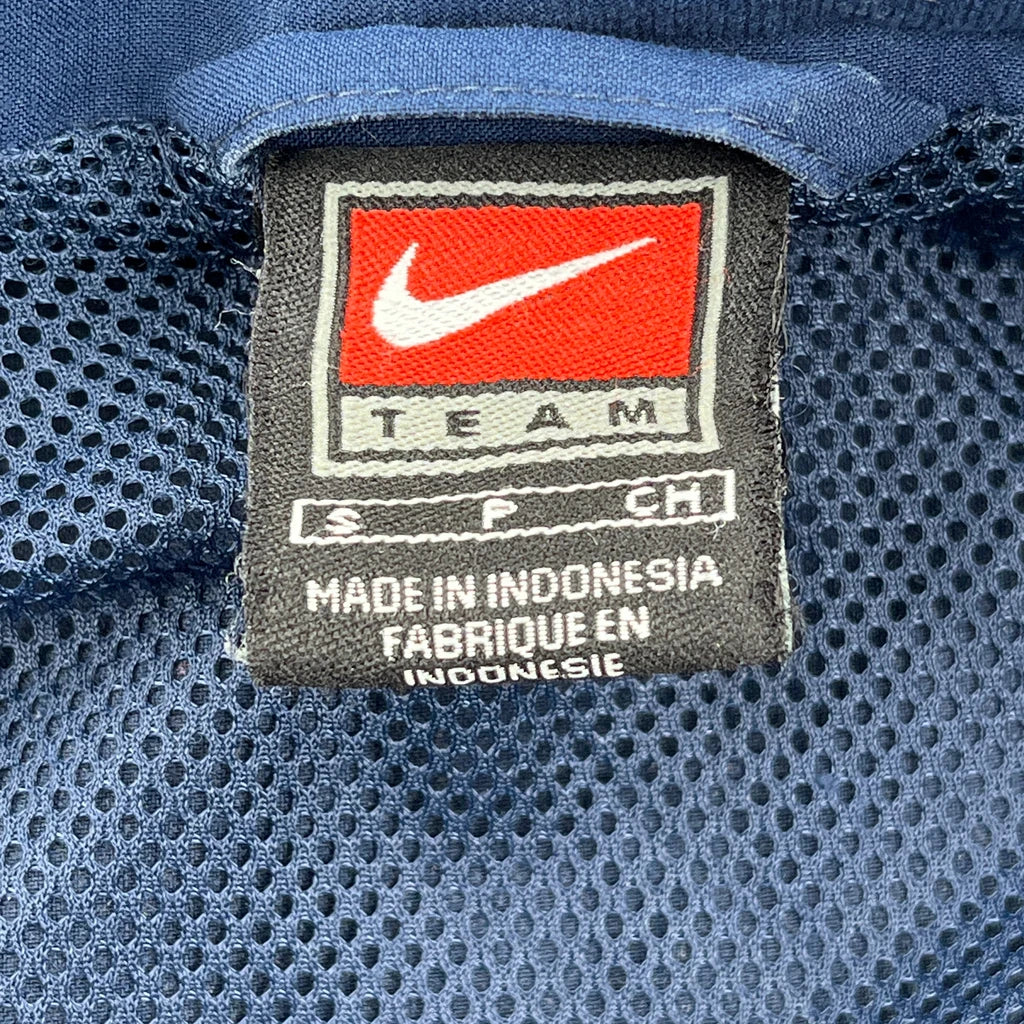 TEAM
S P CH
MADE IN INDONESIA
FABRIQUE EN
INDONESIE